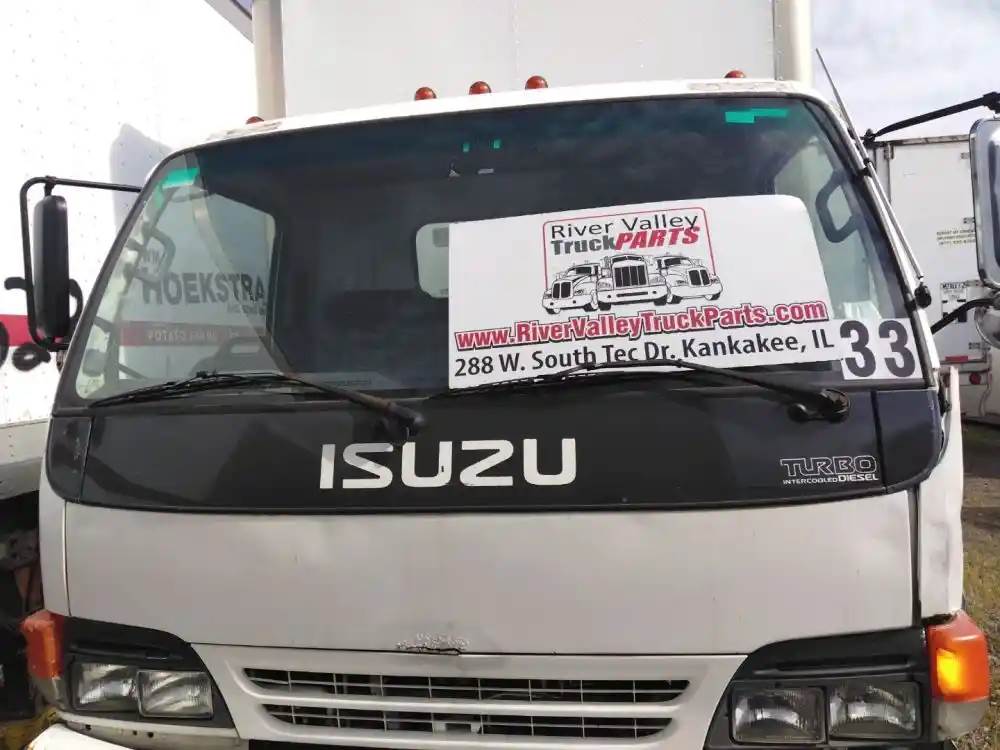 River Valley
TruckPARTS
HOEKSTRA
www.RiverValleyTruckParts.com
288 W. South Tec Dr. Kankakee, IL
33
ISUZU
TURBO
INTERCOOLED DIESEL